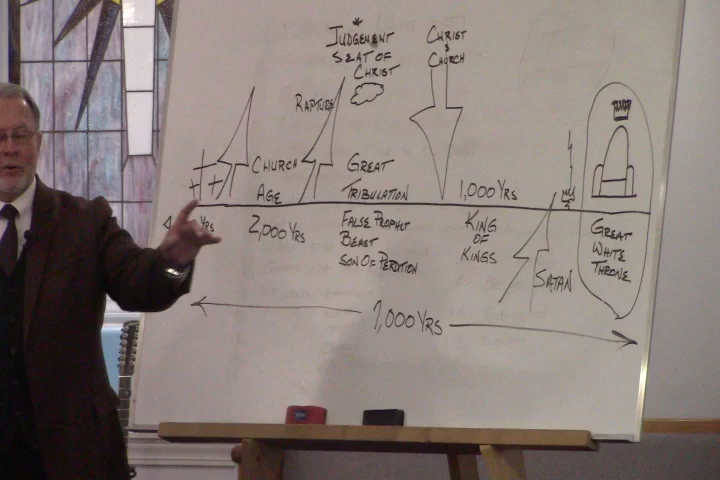 JUDGEMENT
SEAT OF
CHRIST
CHRIST
&
CHURCH
RAPTURE
CHURCH
AGE
GREAT
TRIBULATION
1,000 YRS
YRS
2,000 YRS
FALSE PROPHET
BEAST
SON OF PERDITION
KING
OF
KINGS
SATAN
GREAT
WHITE
THRONE
7,000 YRS